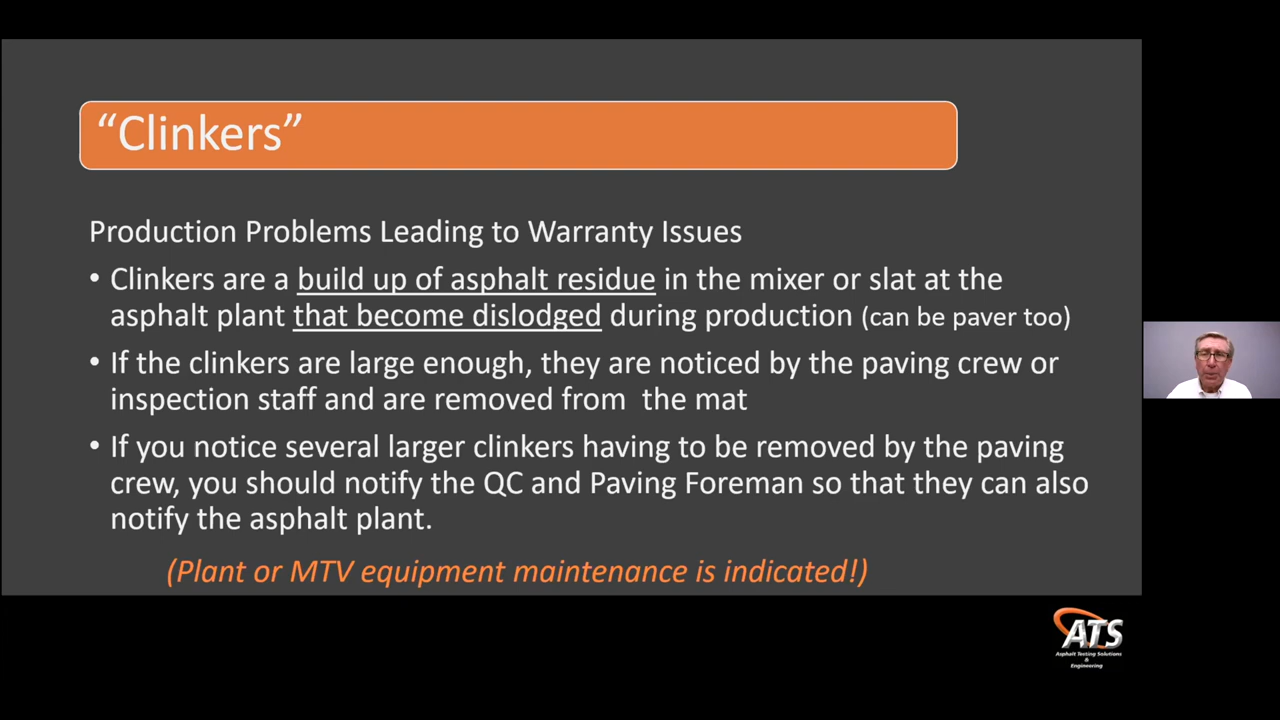 “Clinkers”
Production Problems Leading to Warranty Issues
• Clinkers are a build up of asphalt residue in the mixer or slat at the
asphalt plant that become dislodged during production (can be paver too)
• If the clinkers are large enough, they are noticed by the paving crew or
inspection staff and are removed from  the mat
• If you notice several larger clinkers having to be removed by the paving
crew, you should notify the QC and Paving Foreman so that they can also
notify the asphalt plant.
(Plant or MTV equipment maintenance is indicated!)
ATS
Asphalt Testing Solutions
&
Engineering